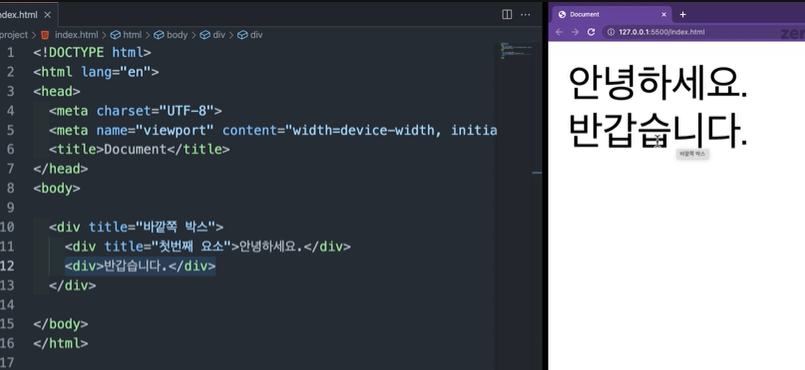 index.html
project > index.html > html > body > div > div
1 <!DOCTYPE html>
2 <html lang="en">
3 <head>
4 <meta charset="UTF-8">
5 <meta name="viewport" content="width=device-width, initia
6 <title>Document</title>
7 </head>
8 <body>
9
10 <div title="바깥쪽 박스">
11 <div title="첫번째 요소">안녕하세요.</div>
12 <div>반갑습니다.</div>
13 </div>
14
15 </body>
16 </html>
17
Document
127.0.0.1:5500/index.html
안녕하세요.
반갑습니다.
바깥쪽 박스